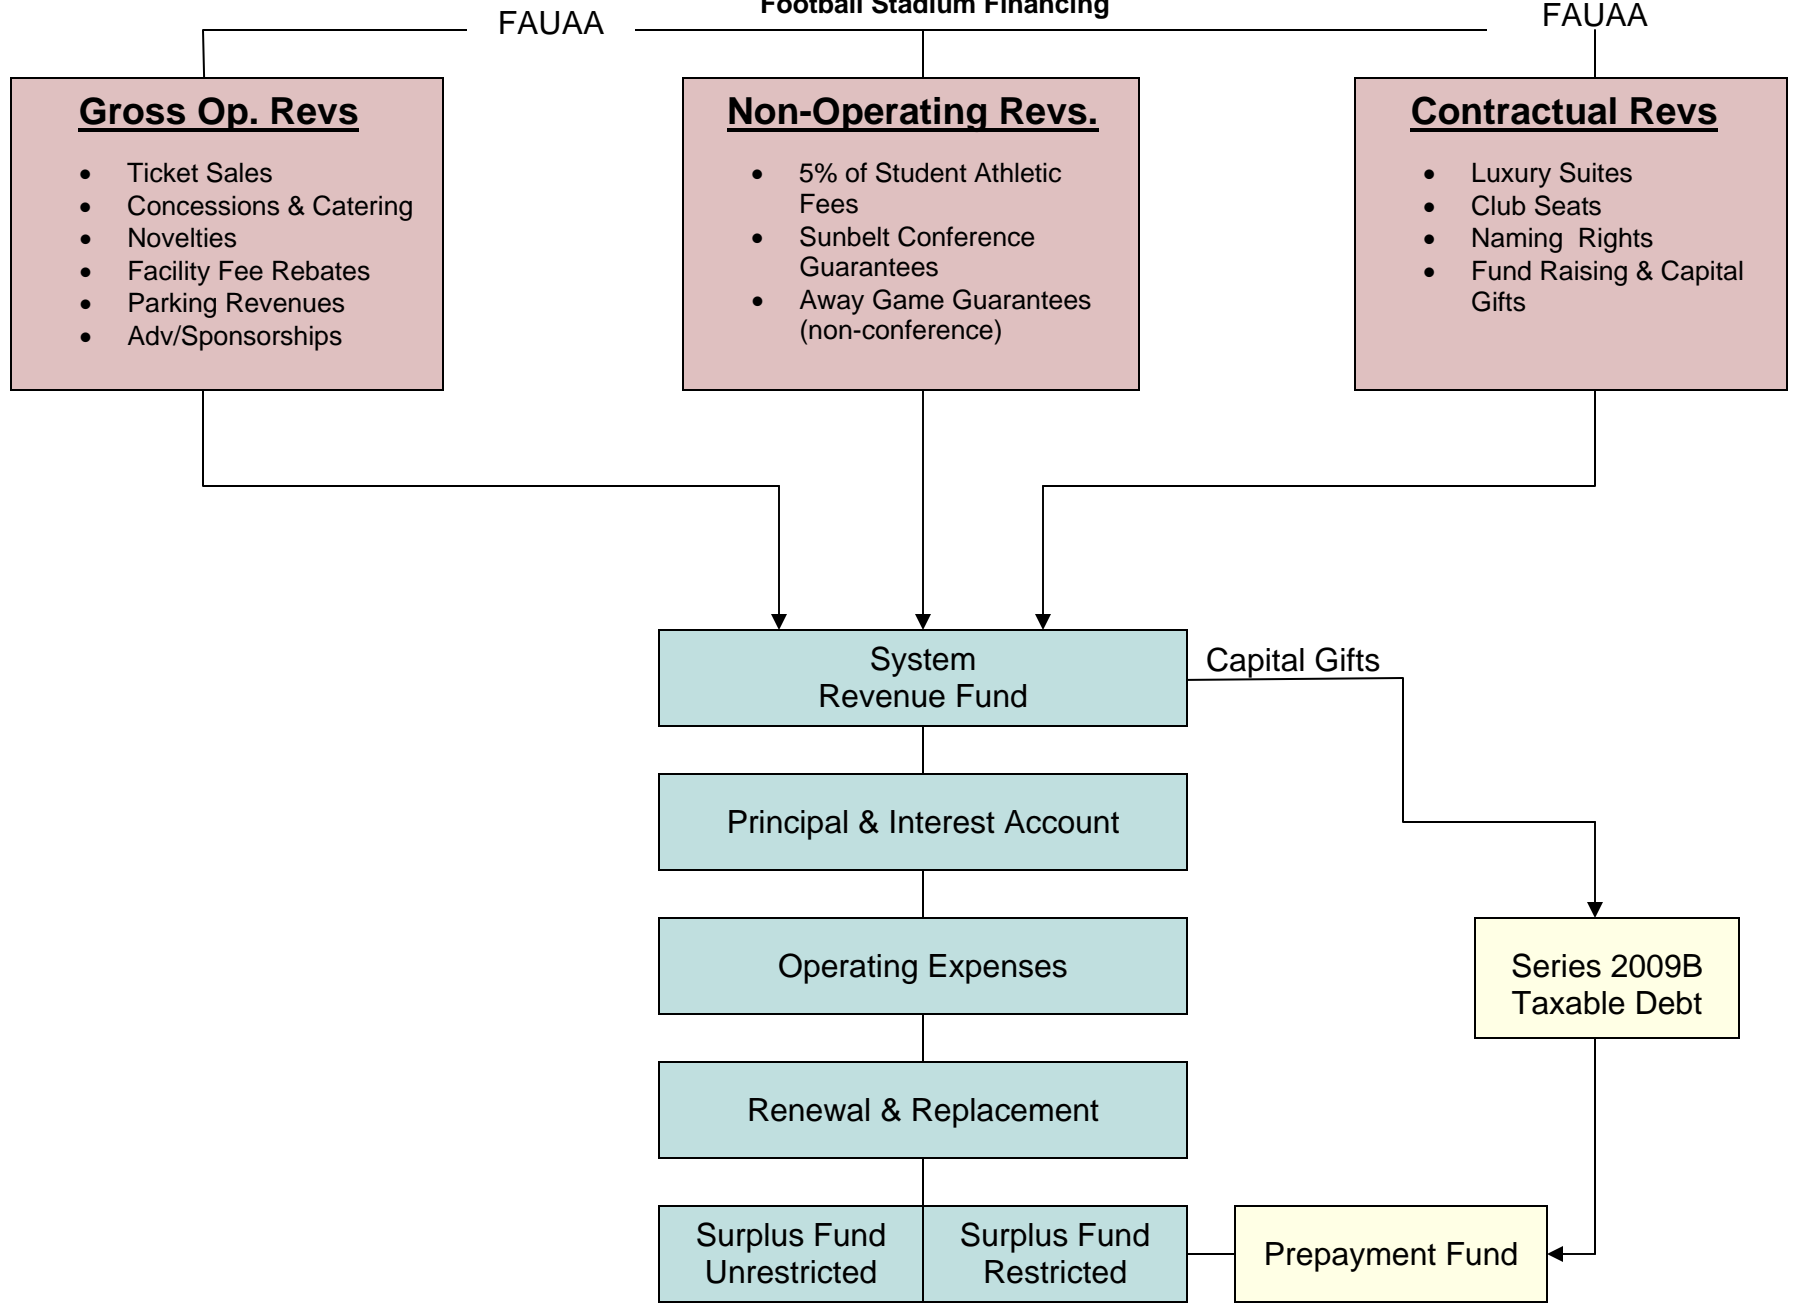 Football Stadium Financing
FAUAA
FAUAA
Gross Op. Revs
• Ticket Sales
• Concessions & Catering
• Novelties
• Facility Fee Rebates
• Parking Revenues
• Adv/Sponsorships
Non-Operating Revs.
• 5% of Student Athletic
Fees
• Sunbelt Conference
Guarantees
• Away Game Guarantees
(non-conference)
Contractual Revs
• Luxury Suites
• Club Seats
• Naming Rights
• Fund Raising & Capital
Gifts
System
Revenue Fund
Capital Gifts
Principal & Interest Account
Operating Expenses
Series 2009B
Taxable Debt
Renewal & Replacement
Surplus Fund
Unrestricted
Surplus Fund
Restricted
Prepayment Fund